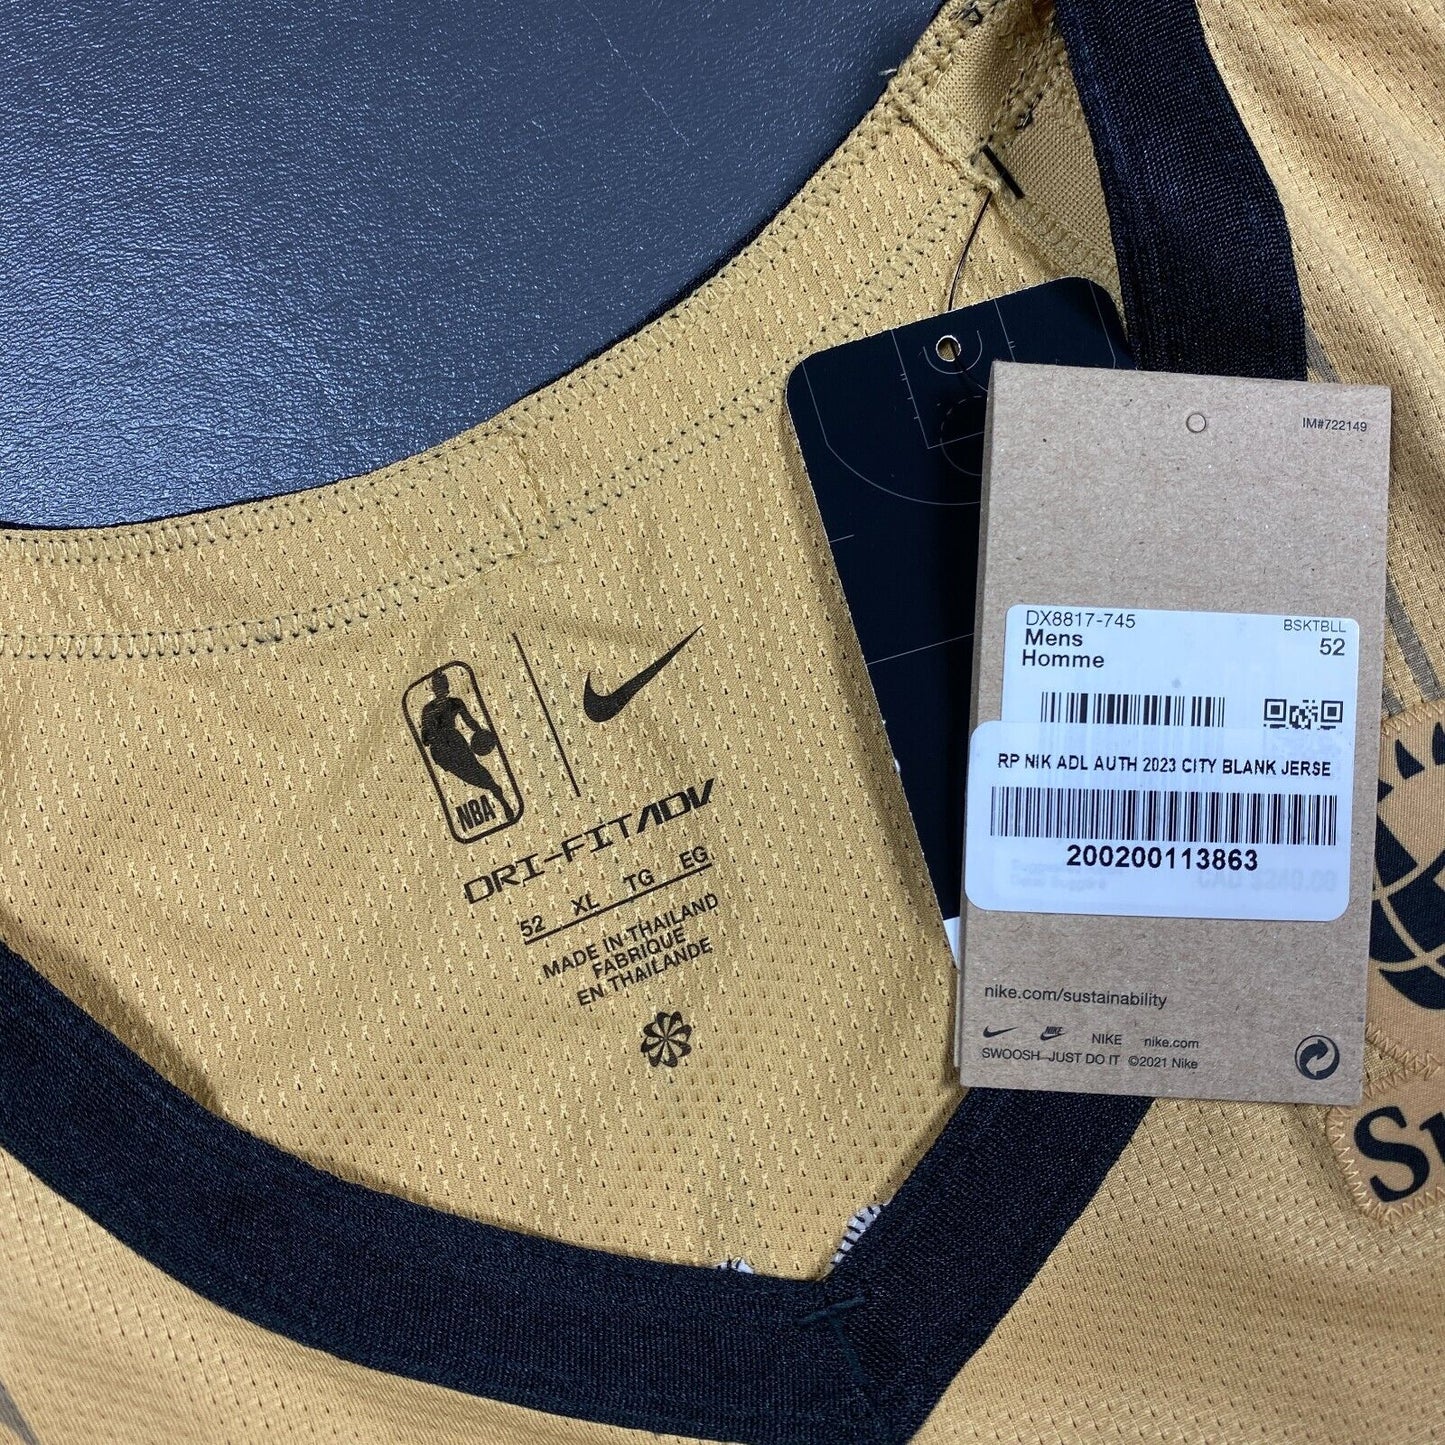 NBA
DRI-FIT ADV
52 XL TG EG
MADE IN THAILAND
FABRIQUE
EN THAILANDE
IM#722149
DX8817-745 BSKTBLL
Mens 52
Homme
RP NIK ADL AUTH 2023 CITY BLANK JERSE
200200113863
nike.com/sustainability
NIKE NIKE nike.com
SWOOSH JUST DO IT ©2021 Nike